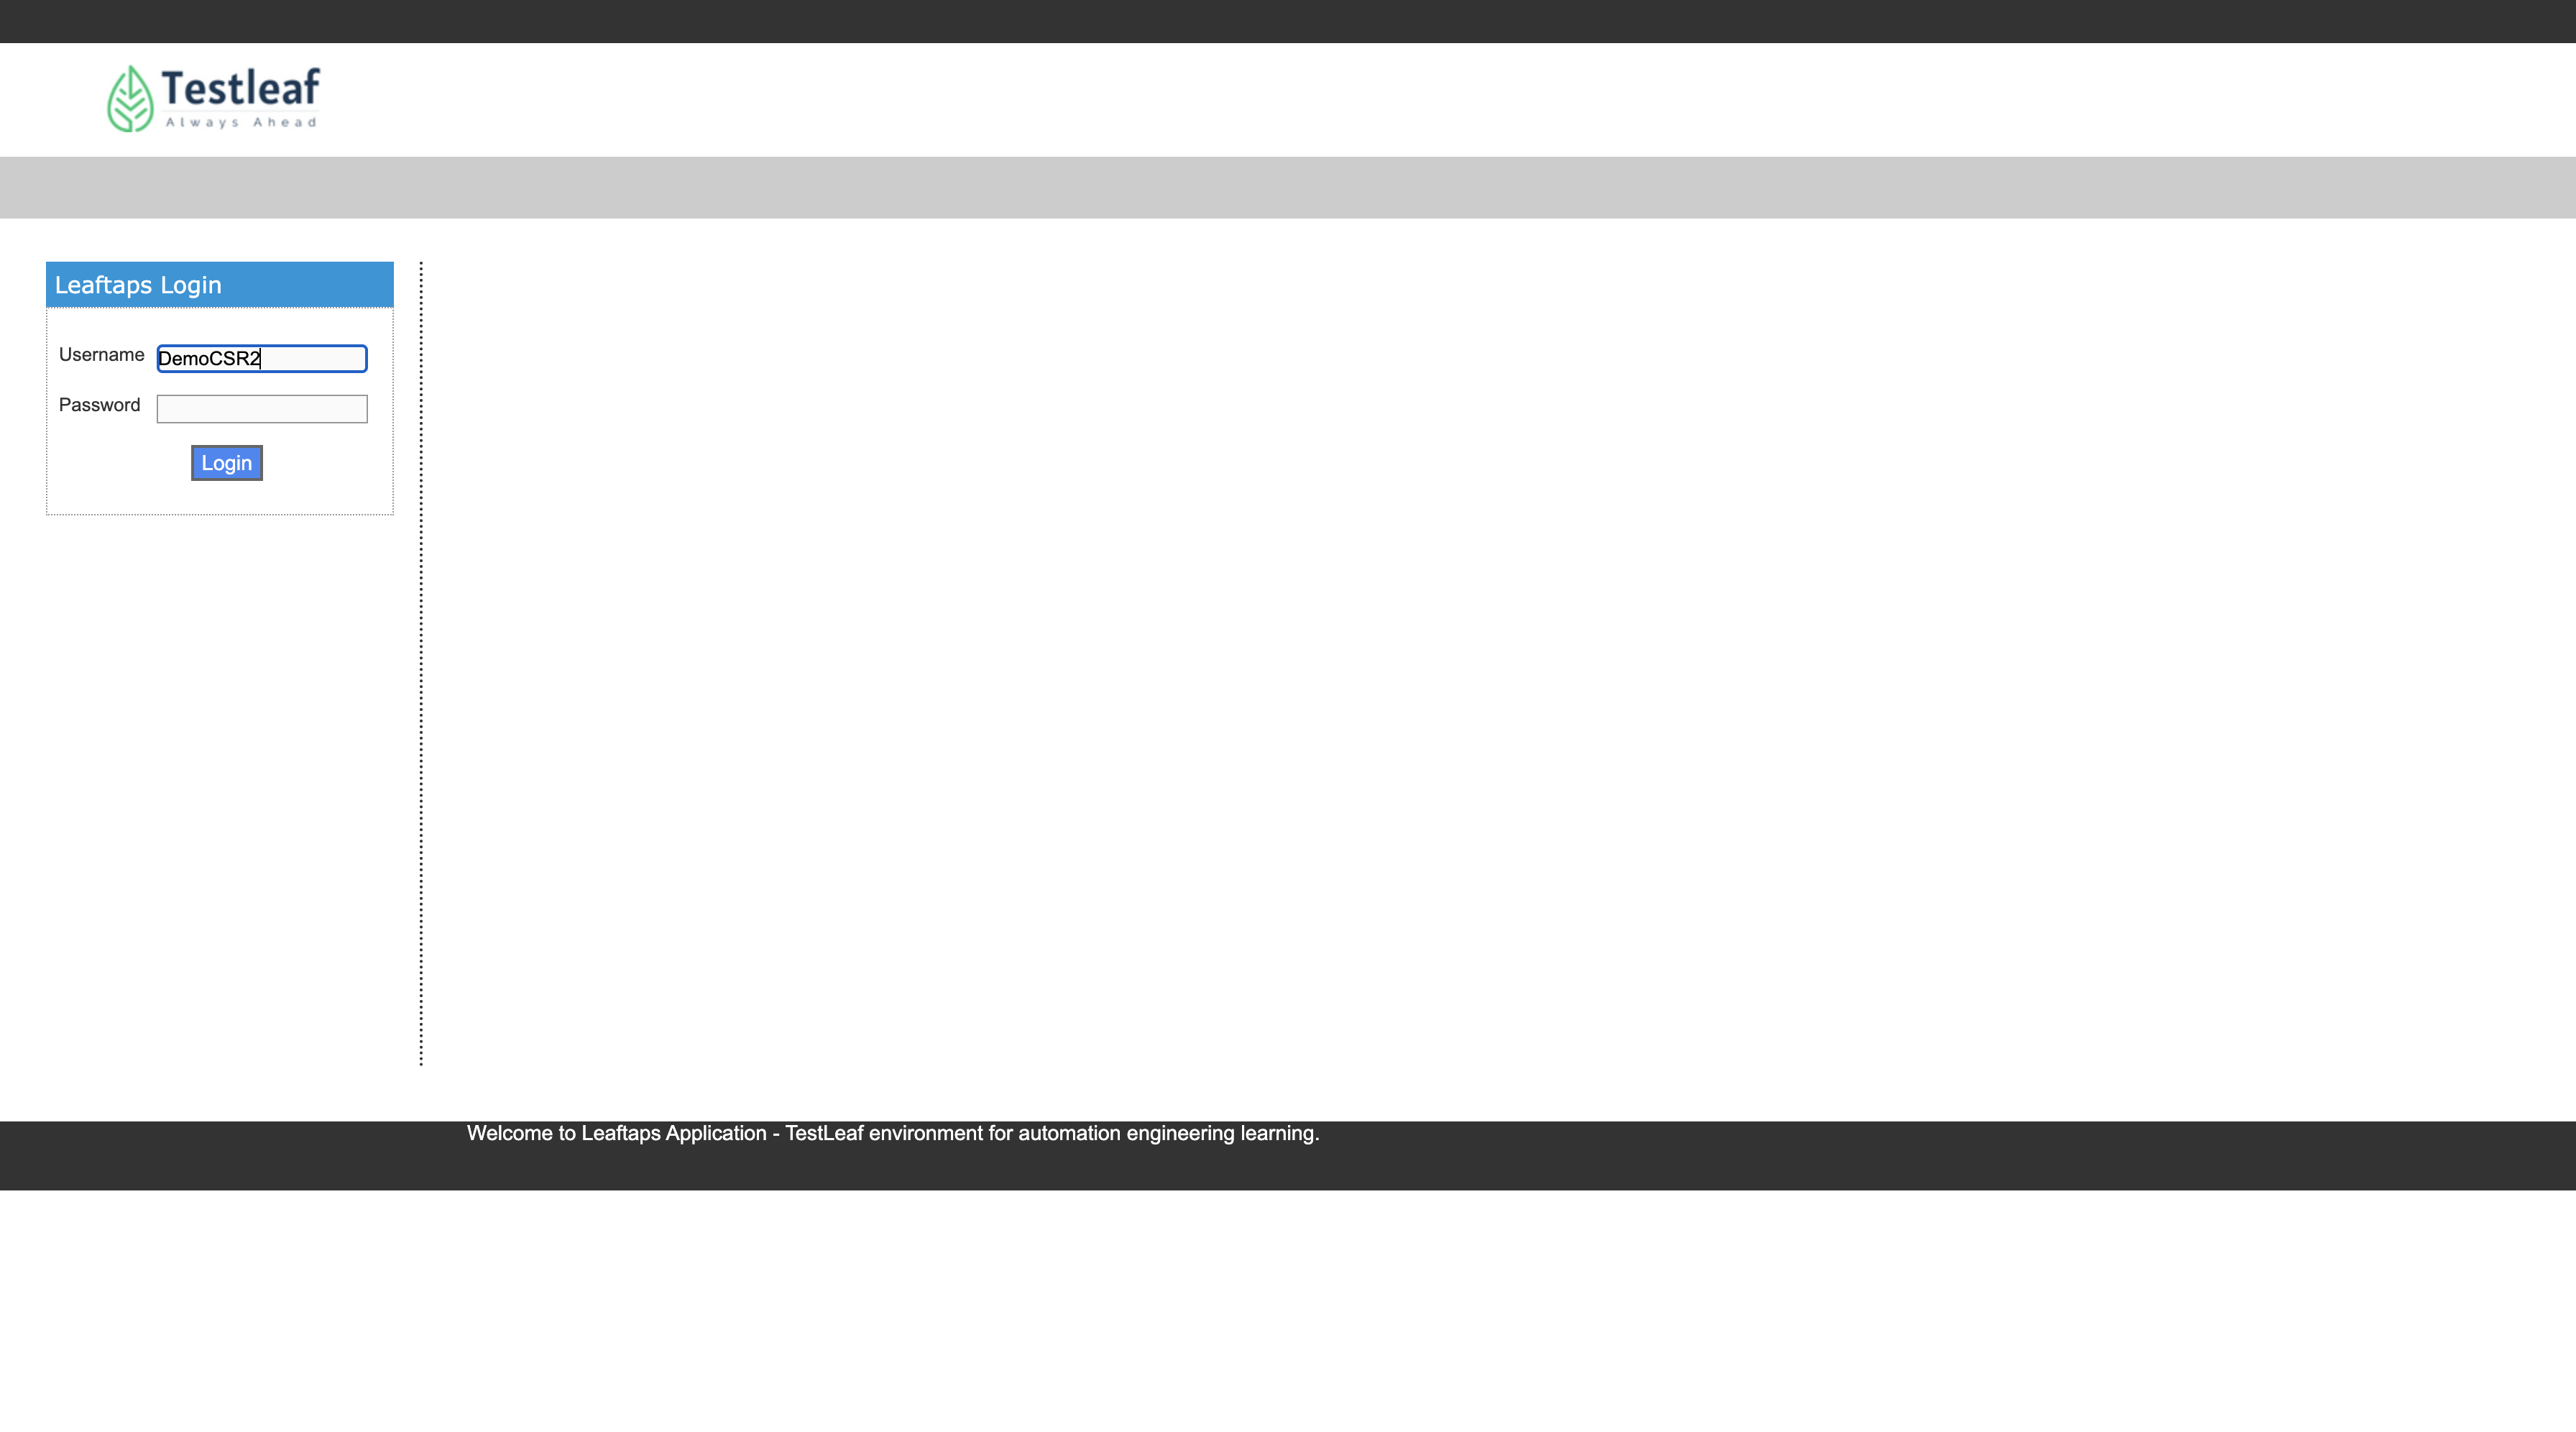 Testleaf
Always Ahead
Leaftaps Login
Username DemoCSR2
Password
Login
Welcome to Leaftaps Application - TestLeaf environment for automation engineering learning.